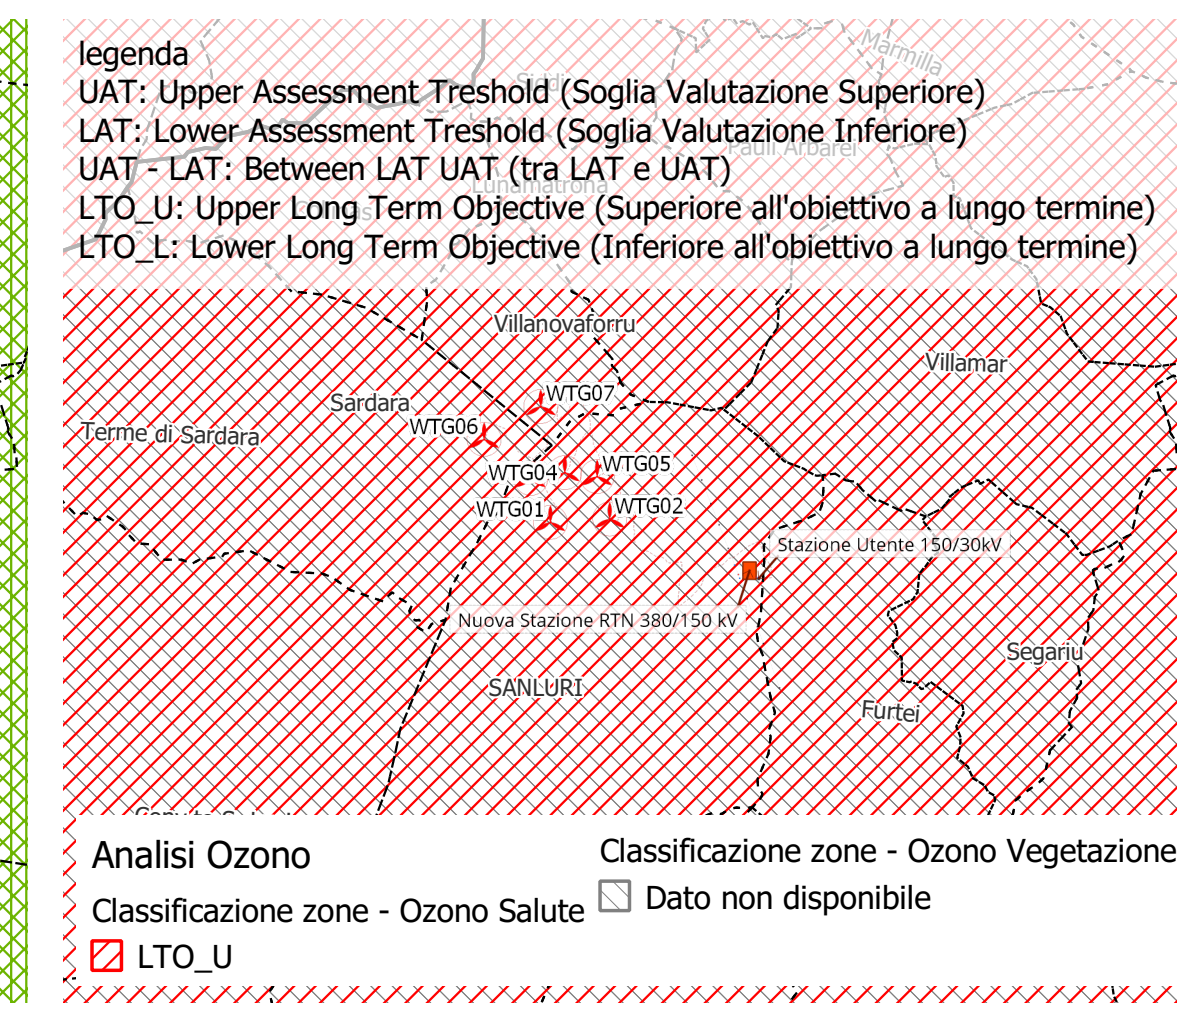 legenda
UAT: Upper Assessment Treshold (Soglia Valutazione Superiore)
LAT: Lower Assessment Treshold (Soglia Valutazione Inferiore)
UAT - LAT: Between LAT UAT (tra LAT e UAT)
LTO_U: Upper Long Term Objective (Superiore all'obiettivo a lungo termine)
LTO_L: Lower Long Term Objective (Inferiore all'obiettivo a lungo termine)
Marmilla
Siddi
Pauli Arbarei
Lunamatrona
Villanovaforru
Villamar
Sardara
Terme di Sardara
WTG07
WTG06
WTG04
WTG05
WTG01
WTG02
Stazione Utente 150/30kV
Nuova Stazione RTN 380/150 kV
Segariu
SANLURI
Furtei
Analisi Ozono
Classificazione zone - Ozono Salute
LTO_U
Classificazione zone - Ozono Vegetazione
Dato non disponibile